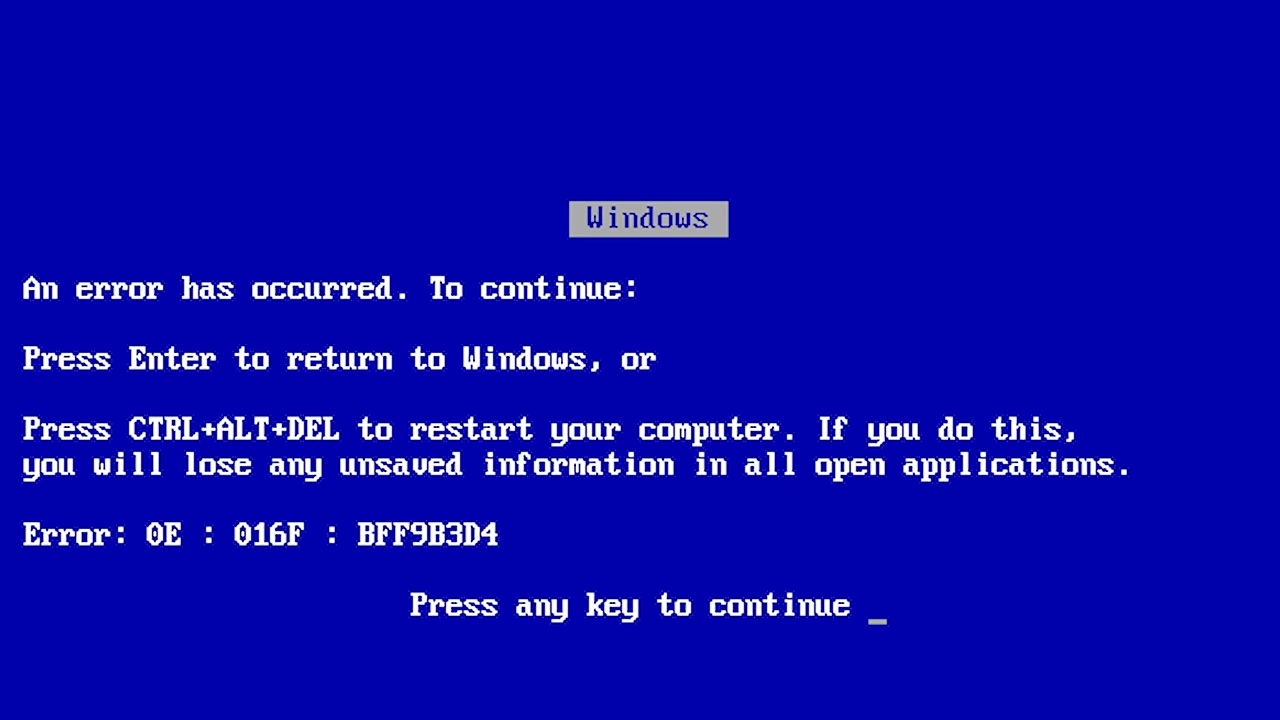 Windows
An error has occurred. To continue:
Press Enter to return to Windows, or
Press CTRL+ALT+DEL to restart your computer. If you do this,
you will lose any unsaved information in all open applications.
Error: 0E : 016F : BFF9B3D4
Press any key to continue _